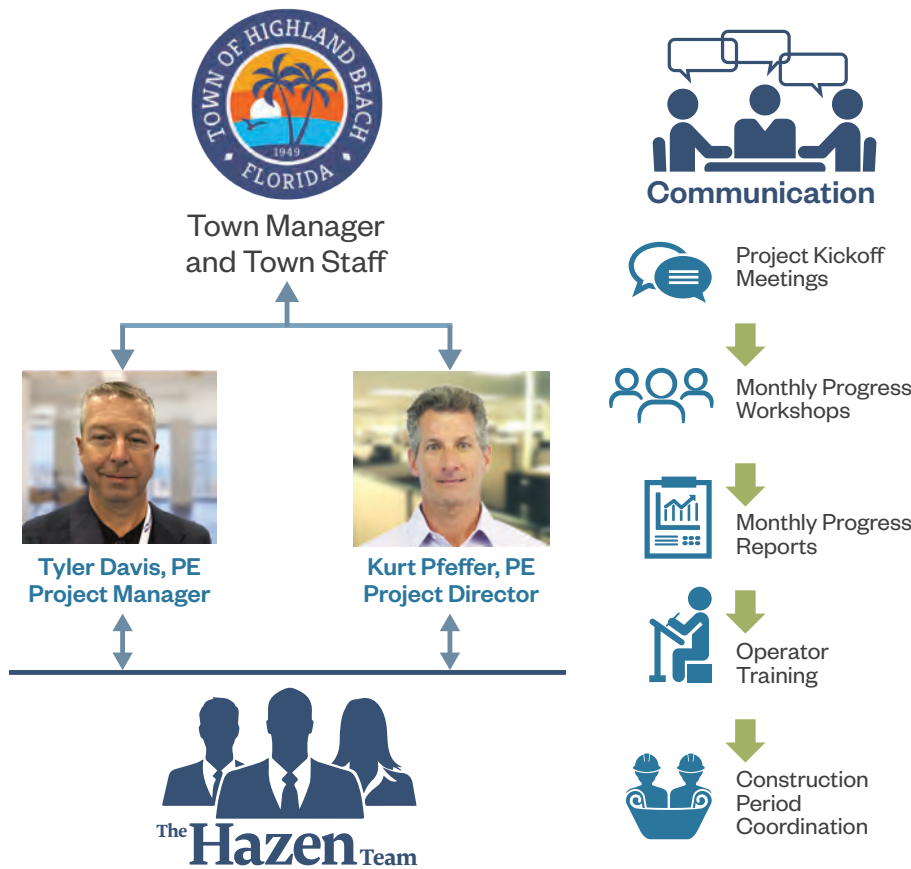 TOWN OF HIGHLAND BEACH
1949
FLORIDA
Town Manager
and Town Staff
Tyler Davis, PE
Project Manager
Kurt Pfeffer, PE
Project Director
The Hazen Team
Communication
Project Kickoff
Meetings
Monthly Progress
Workshops
Monthly Progress
Reports
Operator
Training
Construction
Period
Coordination